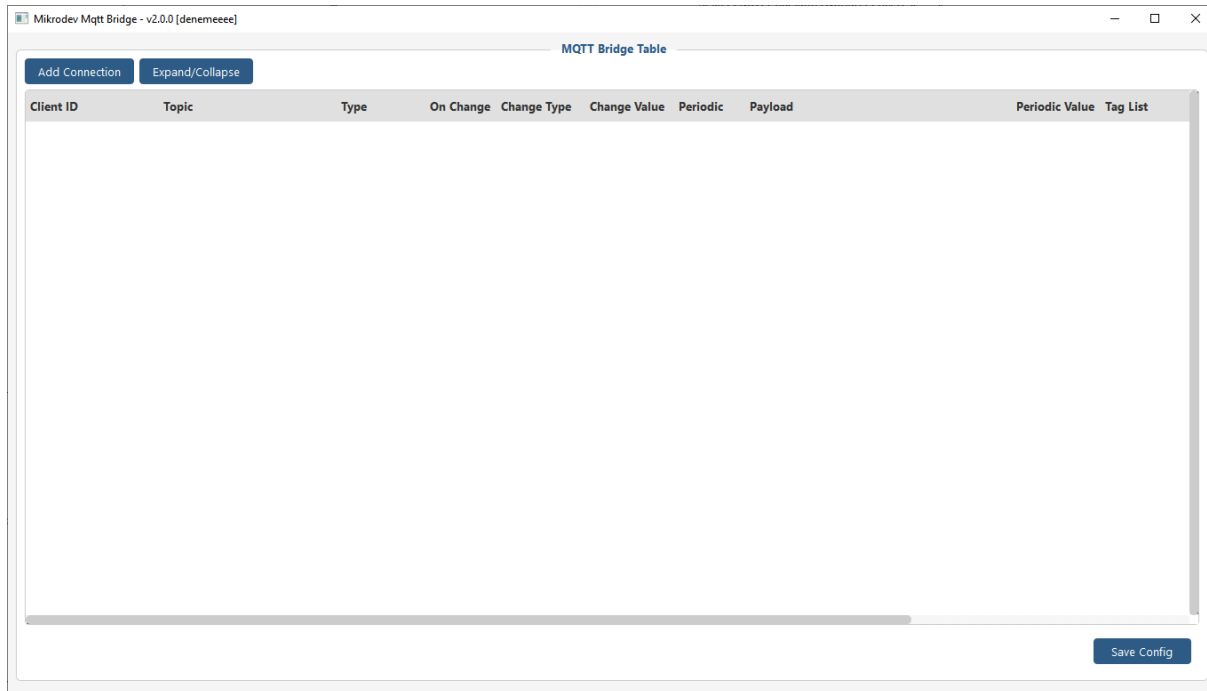 Mikrodev Mqtt Bridge - v2.0.0 [denemeeee]
MQTT Bridge Table
Add Connection Expand/Collapse
Client ID Topic Type On Change Change Type Change Value Periodic Payload Periodic Value Tag List
Save Config